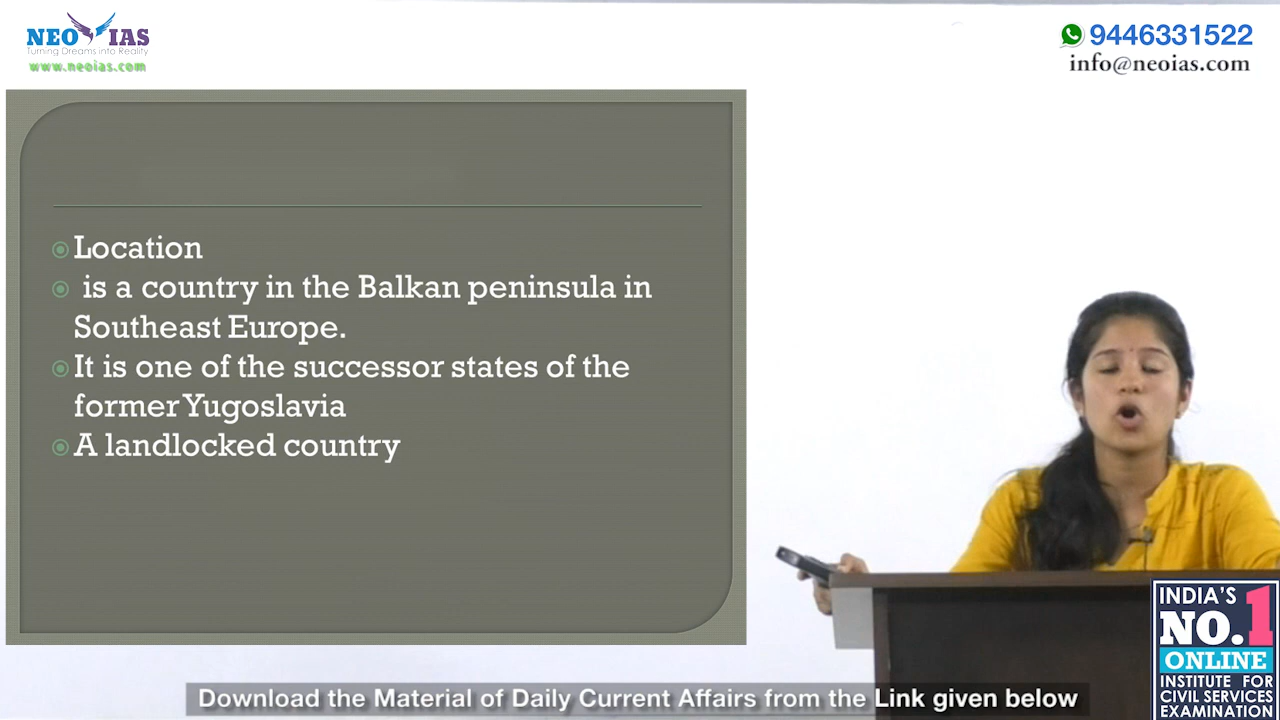 NEO IAS
Turning Dreams into Reality
www.neoias.com
9446331522
info@neoias.com
Location
is a country in the Balkan peninsula in
Southeast Europe.
It is one of the successor states of the
former Yugoslavia
A landlocked country
INDIA'S
NO.1
ONLINE
INSTITUTE FOR
CIVIL SERVICES
EXAMINATION
Download the Material of Daily Current Affairs from the Link given below